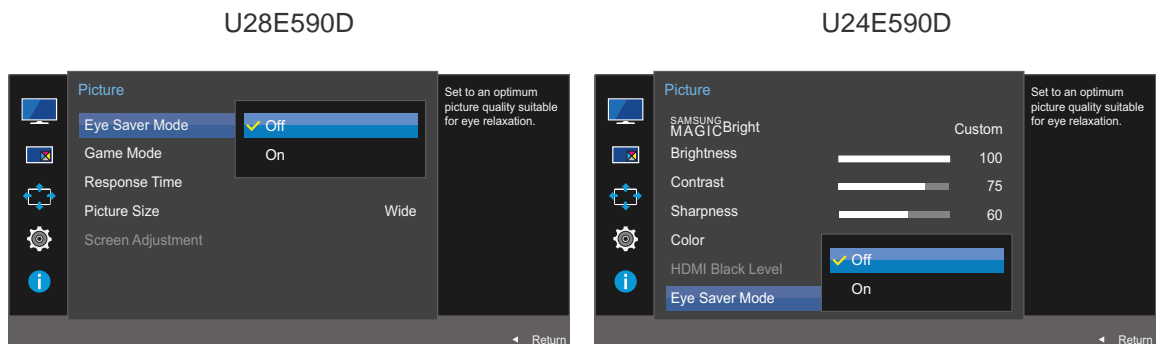 U28E590D
Picture
Eye Saver Mode
Off
Game Mode
On
Response Time
Picture Size Wide
Screen Adjustment
Set to an optimum
picture quality suitable
for eye relaxation.
Return
U24E590D
Picture
SAMSUNG
MAGICBright Custom
Brightness 100
Contrast 75
Sharpness 60
Color
Off
HDMI Black Level
On
Eye Saver Mode
Set to an optimum
picture quality suitable
for eye relaxation.
Return